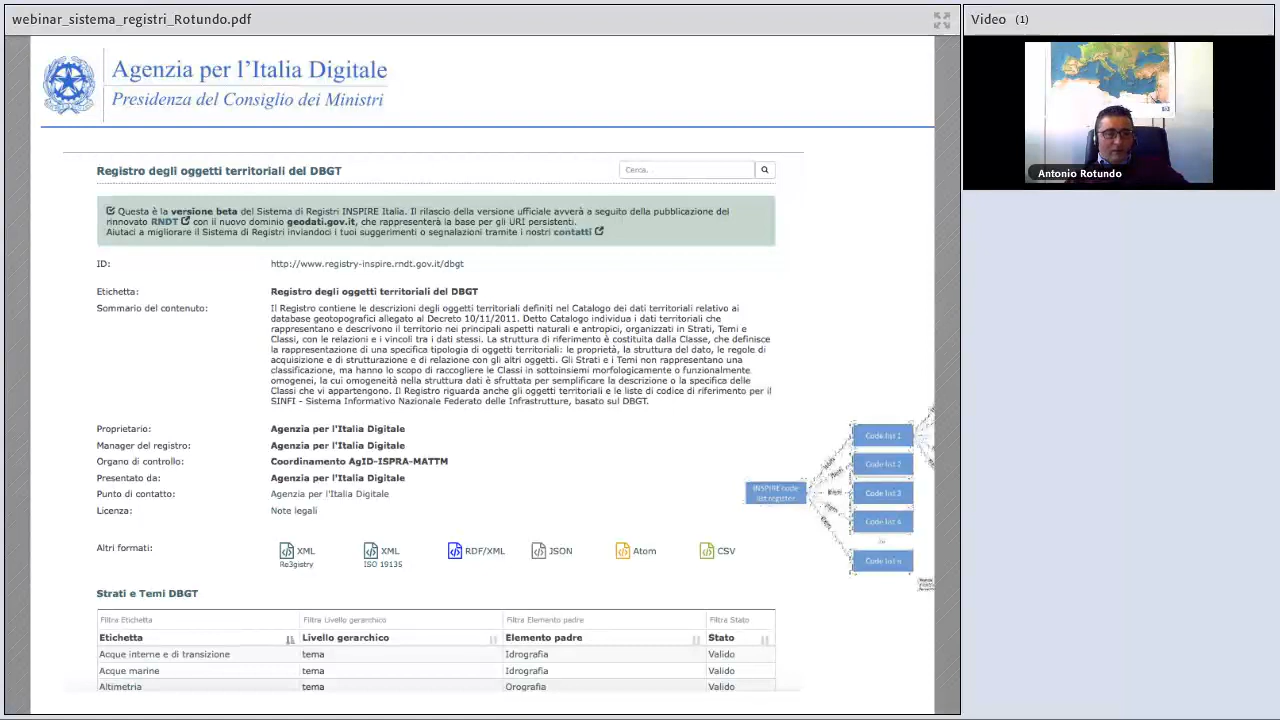 webinar_sistema_registri_Rotundo.pdf
Video (1)
Agenzia per l'Italia Digitale
Presidenza del Consiglio dei Ministri
Antonio Rotundo
Registro degli oggetti territoriali del DBGT
Cerca.
Questa è la versione beta del Sistema di Registri INSPIRE Italia. Il rilascio della versione ufficiale avverà a seguito della pubblicazione del
rinnovato RNDT con il nuovo dominio geodati.gov.it, che rappresenterà la base per gli URI persistenti.
Aiutaci a migliorare il Sistema di Registri inviandoci i tuoi suggerimenti o segnalazioni tramite i nostri contatti
ID: http://www.registry-inspire.rndt.gov.it/dbgt
Etichetta: Registro degli oggetti territoriali del DBGT
Sommario del contenuto: Il Registro contiene le descrizioni degli oggetti territoriali definiti nel Catalogo dei dati territoriali relativo ai
database geotopografici allegato al Decreto 10/11/2011. Detto Catalogo individua i dati territoriali che
rappresentano e descrivono il territorio nei principali aspetti naturali e antropici, organizzati in Strati, Temi e
Classi, con le relazioni e i vincoli tra i dati stessi. La struttura di riferimento è costituita dalla Classe, che definisce
la rappresentazione di una specifica tipologia di oggetti territoriali: le proprietà, la struttura del dato, le regole di
acquisizione e di strutturazione e di relazione con gli altri oggetti. Gli Strati e i Temi non rappresentano una
classificazione, ma hanno lo scopo di raccogliere le Classi in sottoinsiemi morfologicamente o funzionalmente
omogenei, la cui omogeneità nella struttura dati è sfruttata per semplificare la descrizione o la specifica delle
Classi che vi appartengono. Il Registro riguarda anche gli oggetti territoriali e le liste di codice di riferimento per il
SINFI - Sistema Informativo Nazionale Federato delle Infrastrutture, basato sul DBGT.
Proprietario: Agenzia per l'Italia Digitale
Manager del registro: Agenzia per l'Italia Digitale
Organo di controllo: Coordinamento AgID-ISPRA-MATTM
Presentato da: Agenzia per l'Italia Digitale
Punto di contatto: Agenzia per l'Italia Digitale
Licenza: Note legali
Altri formati: XML XML RDF/XML JSON Atom CSV
Re3gistry ISO 19135
INSPIRE code
list register
Code list 1
Code list 2
Code list 3
Code list 4
Code list n
Strati e Temi DBGT
Filtra Etichetta Filtra Livello gerarchico Filtra Elemento padre Filtra Stato
Etichetta Livello gerarchico Elemento padre Stato
Acque interne e di transizione tema Idrografia Valido
Acque marine tema Idrografia Valido
Altimetria tema Orografia Valido